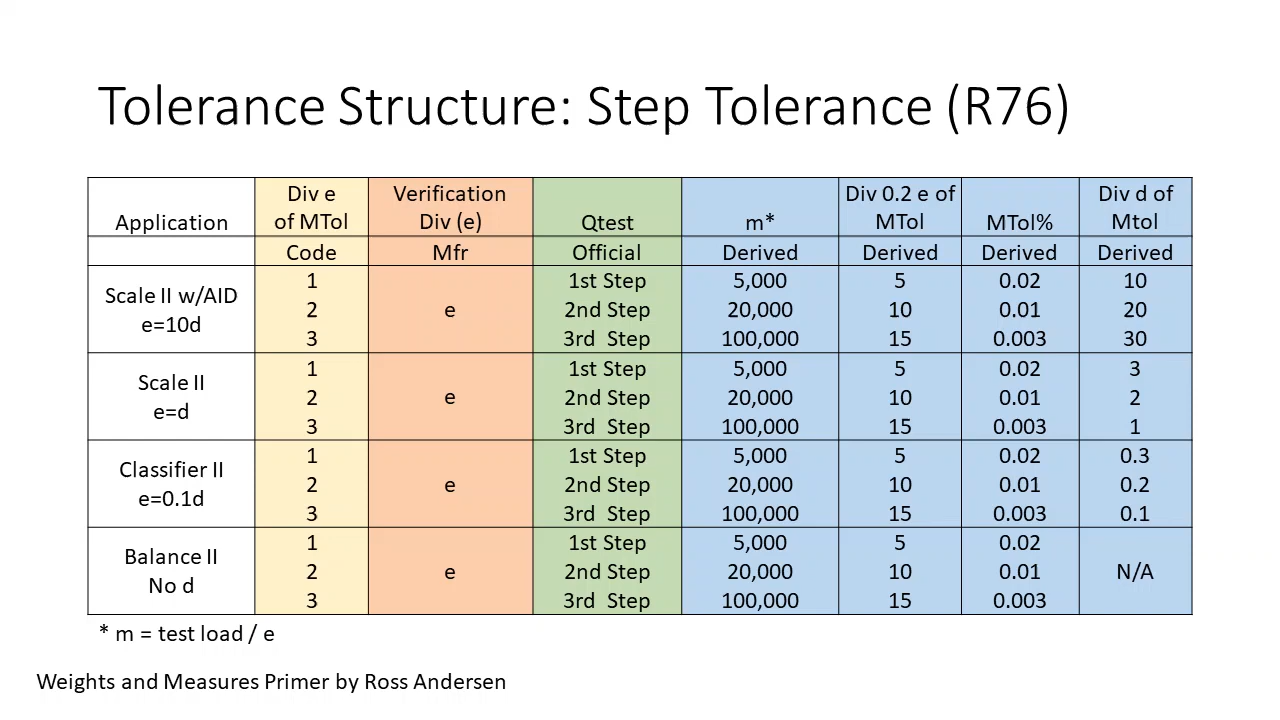 Tolerance Structure: Step Tolerance (R76)
Application | Div e of MTol | Verification Div (e) | Qtest | m* | Div 0.2 e of MTol | MTol% | Div d of Mtol
Code | Mfr | Official | Derived | Derived | Derived | Derived
Scale II w/AID e=10d | 1 | e | 1st Step | 5,000 | 5 | 0.02 | 10
2 | 2nd Step | 20,000 | 10 | 0.01 | 20
3 | 3rd Step | 100,000 | 15 | 0.003 | 30
Scale II e=d | 1 | e | 1st Step | 5,000 | 5 | 0.02 | 3
2 | 2nd Step | 20,000 | 10 | 0.01 | 2
3 | 3rd Step | 100,000 | 15 | 0.003 | 1
Classifier II e=0.1d | 1 | e | 1st Step | 5,000 | 5 | 0.02 | 0.3
2 | 2nd Step | 20,000 | 10 | 0.01 | 0.2
3 | 3rd Step | 100,000 | 15 | 0.003 | 0.1
Balance II No d | 1 | e | 1st Step | 5,000 | 5 | 0.02 | N/A
2 | 2nd Step | 20,000 | 10 | 0.01
3 | 3rd Step | 100,000 | 15 | 0.003
* m = test load / e
Weights and Measures Primer by Ross Andersen